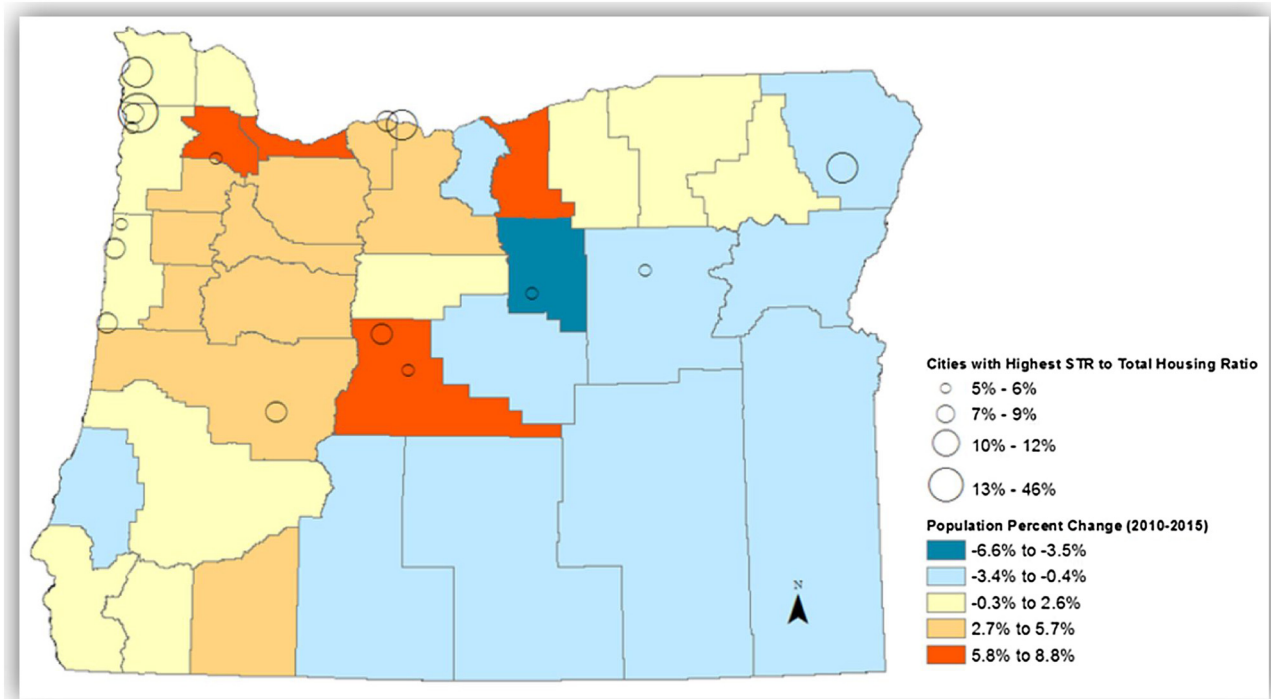 Cities with Highest STR to Total Housing Ratio
5% - 6%
7% - 9%
10% - 12%
13% - 46%
Population Percent Change (2010-2015)
-6.6% to -3.5%
-3.4% to -0.4%
-0.3% to 2.6%
2.7% to 5.7%
5.8% to 8.8%
N